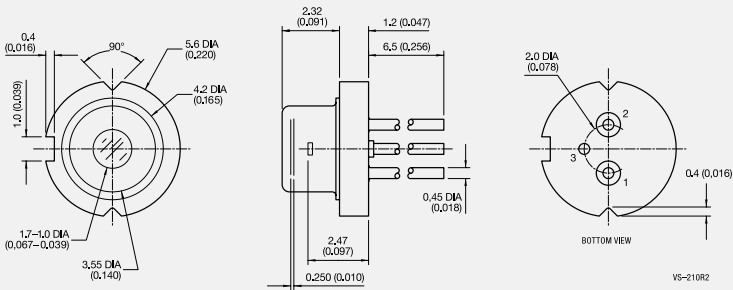 0.4
(0.016)
90°
5.6 DIA
(0.220)
4.2 DIA
(0.165)
1.0 (0.039)
1.7–1.0 DIA
(0,067–0.039)
3.55 DIA
(0.140)
2.32
(0.091)
1.2 (0.047)
6.5 (0.256)
0,45 DIA
(0.018)
2.47
(0.097)
0.250 (0.010)
2.0 DIA
(0.078)
2
3
1
0.4 (0,016)
BOTTOM VIEW
VS–210R2